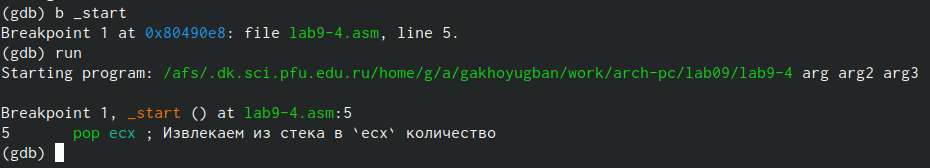 (gdb) b _start
Breakpoint 1 at 0x80490e8: file lab9-4.asm, line 5.
(gdb) run
Starting program: /afs/.dk.sci.pfu.edu.ru/home/g/a/gakhoyugban/work/arch-pc/lab09/lab9-4 arg arg2 arg3
Breakpoint 1, _start () at lab9-4.asm:5
5       pop ecx ; Извлекаем из стека в `ecx` количество
(gdb)